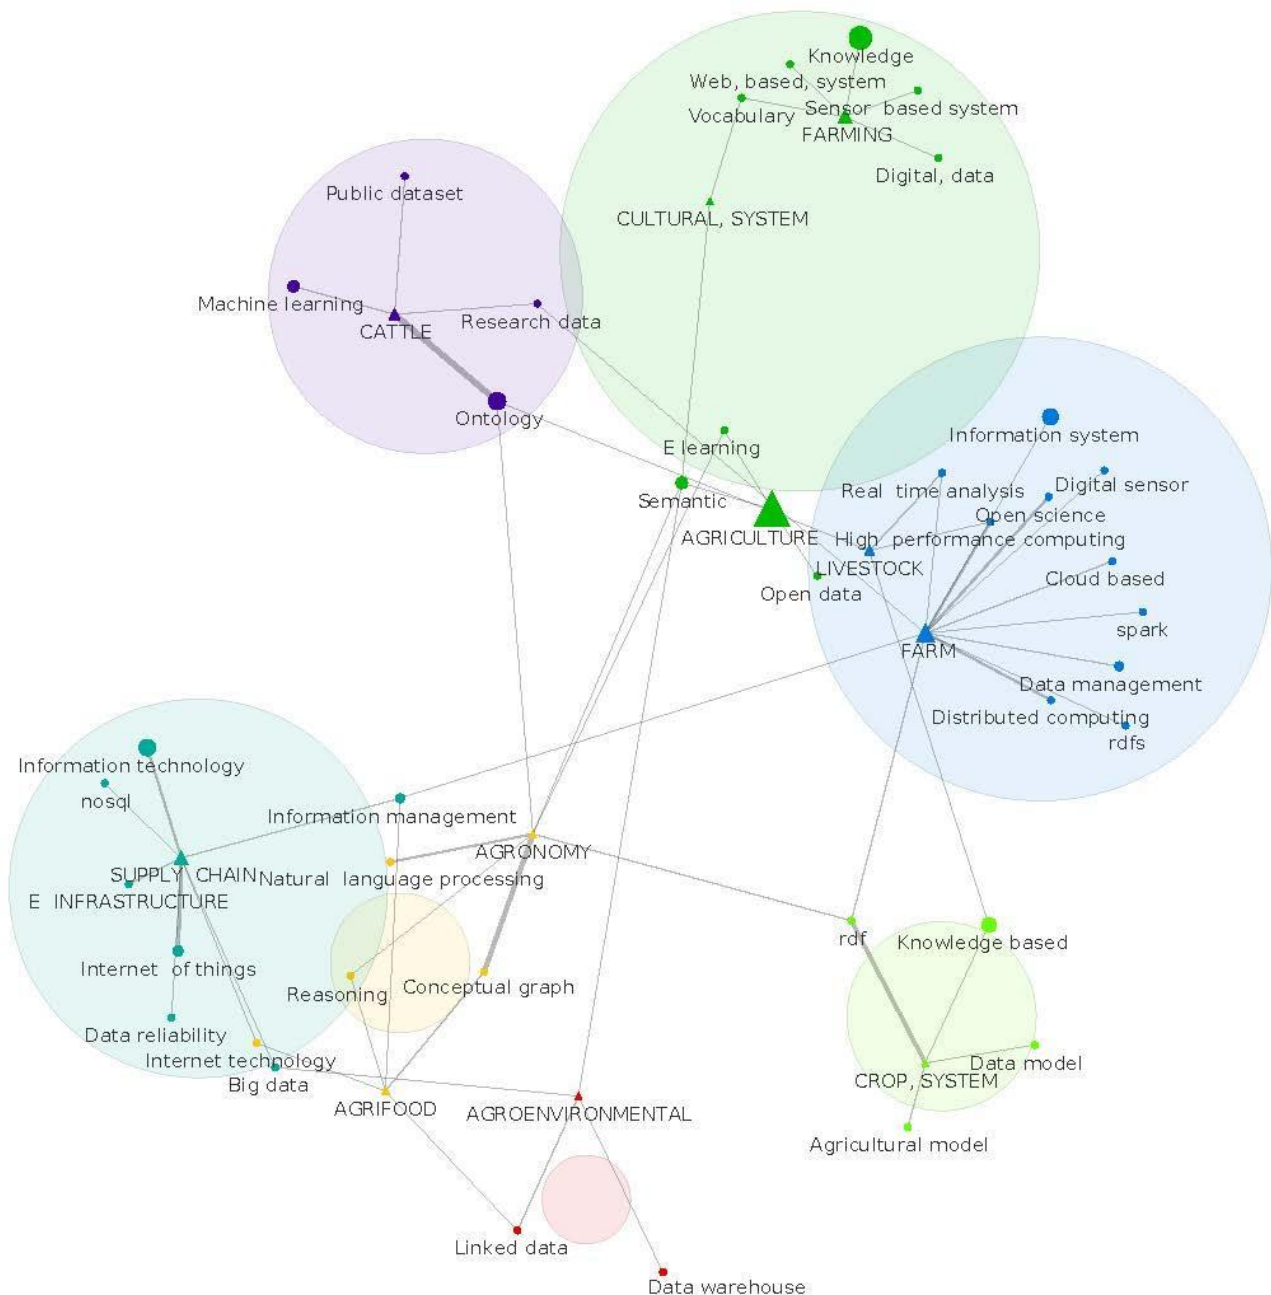 Knowledge
Web, based, system
Vocabulary
Sensor based system
FARMING
Digital, data
CULTURAL, SYSTEM
Public dataset
Machine learning
CATTLE
Research data
Ontology
E learning
Semantic
AGRICULTURE
Information system
Real time analysis
Digital sensor
Open science
High performance computing
LIVESTOCK
Cloud based
Open data
spark
FARM
Data management
Distributed computing
rdfs
Information technology
nosql
Information management
AGRONOMY
SUPPLY CHAIN
Natural language processing
E INFRASTRUCTURE
rdf
Knowledge based
Internet of things
Conceptual graph
Reasoning
Data reliability
Internet technology
Big data
Data model
CROP, SYSTEM
AGRIFOOD
AGROENVIRONMENTAL
Agricultural model
Linked data
Data warehouse